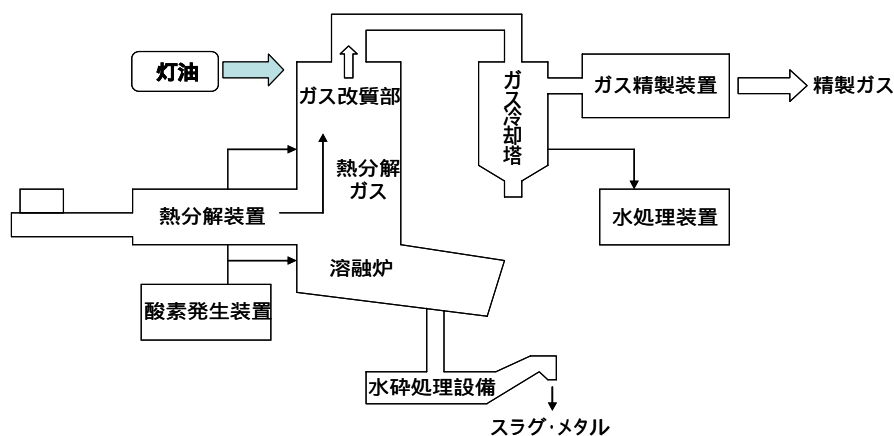 灯油
ガス改質部
ガス冷却塔
ガス精製装置
精製ガス
熱分解
ガス
熱分解装置
水処理装置
溶融炉
酸素発生装置
水砕処理設備
スラグ・メタル